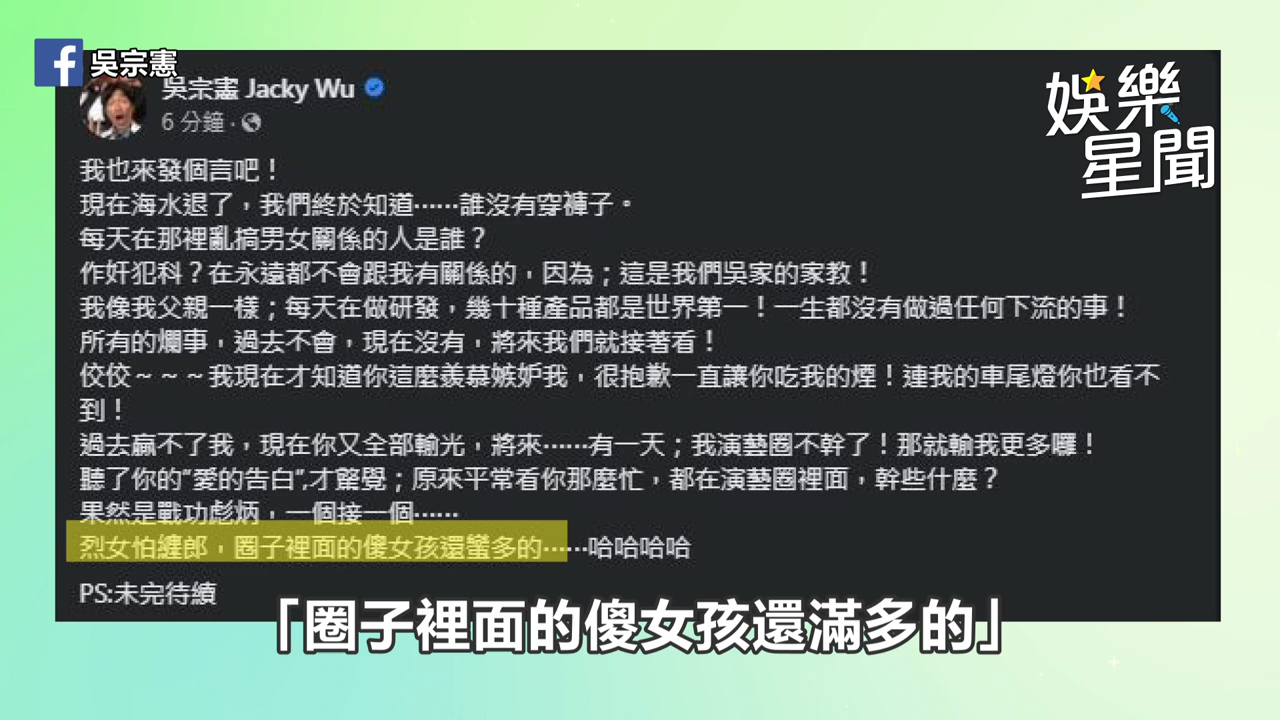 吳宗憲
吳宗憲 Jacky Wu
6 分鐘
娛樂
星聞
我也來發個言吧！
現在海水退了，我們終於知道……誰沒有穿褲子。
每天在那裡亂搞男女關係的人是誰？
作奸犯科？在永遠都不會跟我有關係的，因為；這是我們吳家的家教！
我像我父親一樣；每天在做研發，幾十種產品都是世界第一！一生都沒有做過任何下流的事！
所有的爛事，過去不會，現在沒有，將來我們就接著看！
佼佼～～～我現在才知道你這麼羨慕嫉妒我，很抱歉一直讓你吃我的煙！連我的車尾燈你也看不
到！
過去贏不了我，現在你又全部輸光，將來……有一天；我演藝圈不幹了！那就輸我更多囉！
聽了你的"愛的告白",才驚覺；原來平常看你那麼忙，都在演藝圈裡面，幹些什麼？
果然是戰功彪炳，一個接一個……
烈女怕纏郎，圈子裡面的傻女孩還蠻多的……哈哈哈哈
PS:未完待續
「圈子裡面的傻女孩還滿多的」